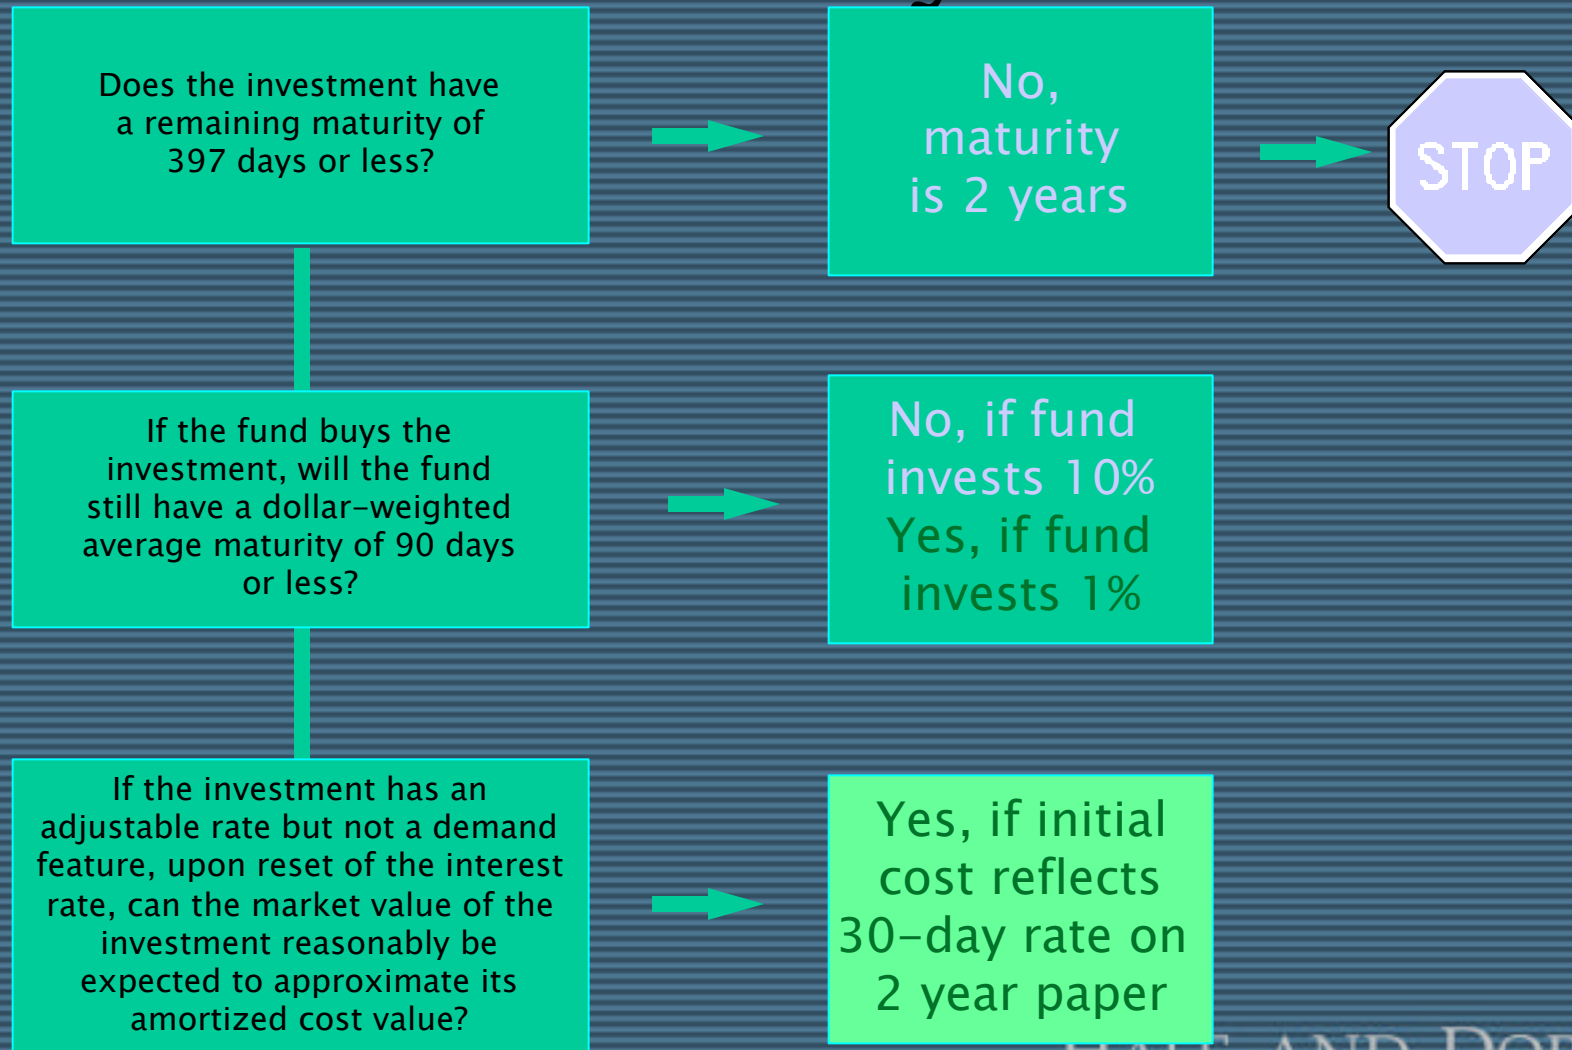 Does the investment have
a remaining maturity of
397 days or less?
No,
maturity
is 2 years
STOP
If the fund buys the
investment, will the fund
still have a dollar-weighted
average maturity of 90 days
or less?
No, if fund
invests 10%
Yes, if fund
invests 1%
If the investment has an
adjustable rate but not a demand
feature, upon reset of the interest
rate, can the market value of the
investment reasonably be
expected to approximate its
amortized cost value?
Yes, if initial
cost reflects
30-day rate on
2 year paper
AND